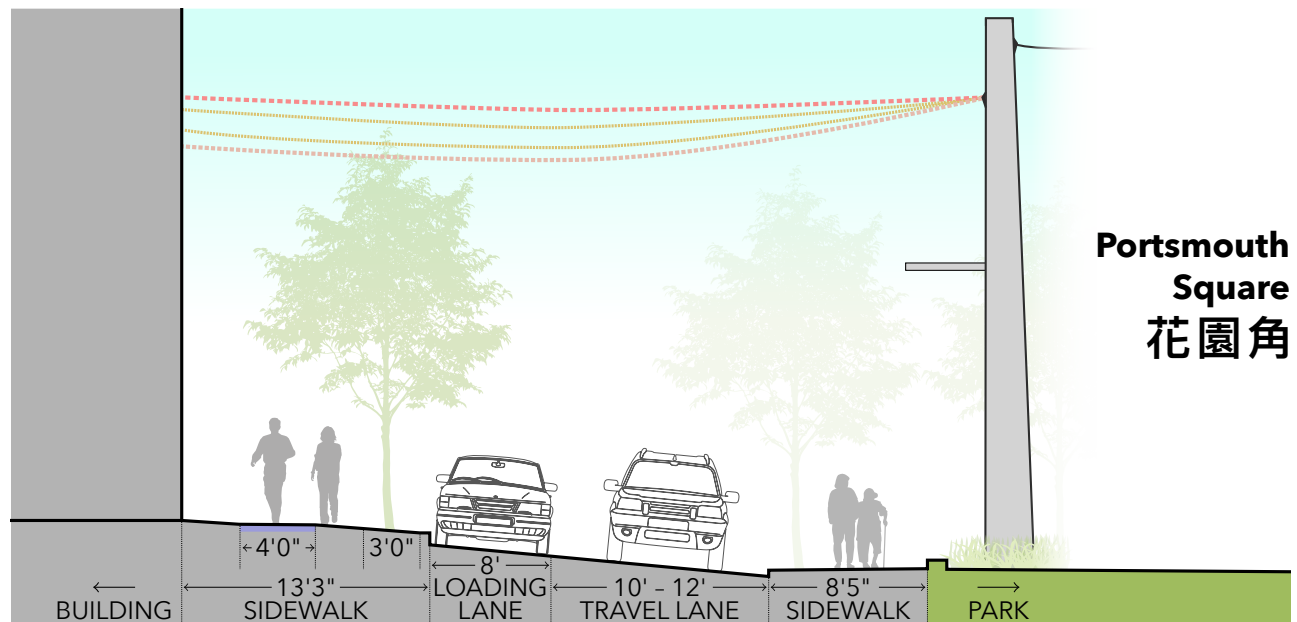 Portsmouth
Square
花園角
4'0"
3'0"
13'3"
8'
10' – 12'
8'5"
BUILDING
SIDEWALK
LOADING
LANE
TRAVEL LANE
SIDEWALK
PARK